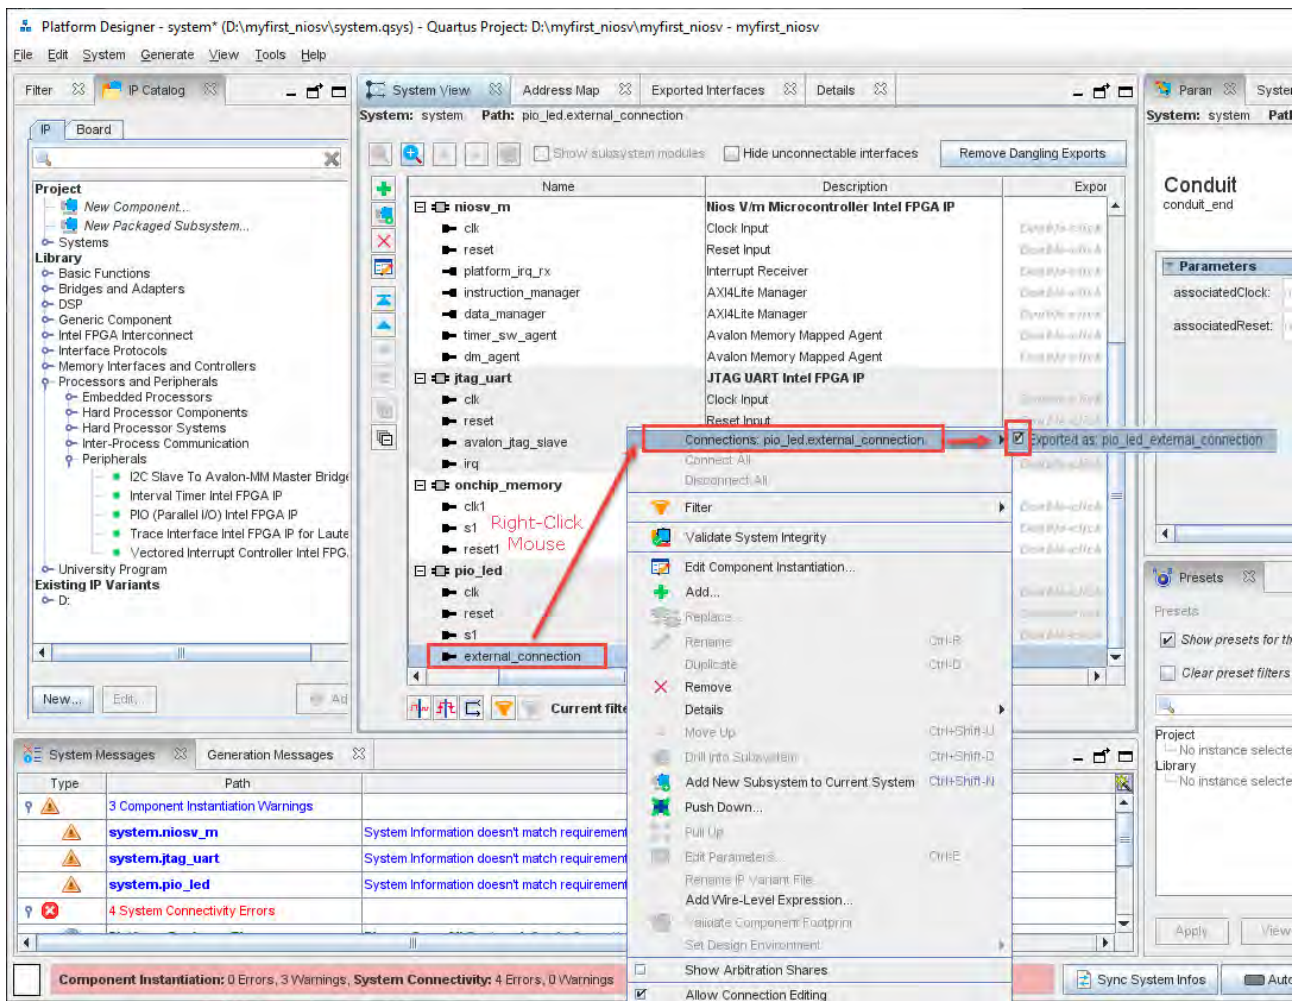 Platform Designer - system* (D:\myfirst_niosv\system.qsys) - Quartus Project: D:\myfirst_niosv\myfirst_niosv - myfirst_niosv
File Edit System Generate View Tools Help
Filter IP Catalog
IP Board
Project
New Component...
New Packaged Subsystem...
Systems
Library
Basic Functions
Bridges and Adapters
DSP
Generic Component
Intel FPGA Interconnect
Interface Protocols
Memory Interfaces and Controllers
Processors and Peripherals
Embedded Processors
Hard Processor Components
Hard Processor Systems
Inter-Process Communication
Peripherals
I2C Slave To Avalon-MM Master Bridge
Interval Timer Intel FPGA IP
PIO (Parallel I/O) Intel FPGA IP
Trace Interface Intel FPGA IP for Laute
Vectored Interrupt Controller Intel FPG.
University Program
Existing IP Variants
D:
New... Edit... Ad
System View Address Map Exported Interfaces Details
System: system Path: pio_led.external_connection
Show subsystem modules Hide unconnectable interfaces Remove Dangling Exports
Name Description Expor
niosv_m Nios V/m Microcontroller Intel FPGA IP
clk Clock Input
reset Reset Input
platform_irq_rx Interrupt Receiver
instruction_manager AXI4Lite Manager
data_manager AXI4Lite Manager
timer_sw_agent Avalon Memory Mapped Agent
dm_agent Avalon Memory Mapped Agent
jtag_uart JTAG UART Intel FPGA IP
clk Clock Input
reset Reset Input
avalon_jtag_slave
irq
onchip_memory
clk1
s1
reset1
pio_led
clk
reset
s1
external_connection
Right-Click
Mouse
Current filte
Connections: pio_led.external_connection
Exported as: pio_led_external_connection
Connect All
Disconnect All
Filter
Validate System Integrity
Edit Component Instantiation...
Add...
Replace...
Rename Ctrl-R
Duplicate Ctrl-D
Remove
Details
Move Up Ctrl+Shift-U
Drill into Subsystem Ctrl+Shift-D
Add New Subsystem to Current System Ctrl+Shift-N
Push Down...
Pull Up
Edit Parameters... Ctrl-E
Rename IP Variant File
Add Wire-Level Expression...
Validate Component Footprint
Set Design Environment
Show Arbitration Shares
Allow Connection Editing
Paran System
System: system Path
Conduit
conduit_end
Parameters
associatedClock:
associatedReset:
Presets
Presets
Show presets for th
Clear preset filters
Project
No instance selecte
Library
No instance selecte
Apply View
System Messages Generation Messages
Type Path
3 Component Instantiation Warnings
system.niosv_m System Information doesn't match requirement
system.jtag_uart System Information doesn't match requirement
system.pio_led System Information doesn't match requirement
4 System Connectivity Errors
Component Instantiation: 0 Errors, 3 Warnings, System Connectivity: 4 Errors, 0 Warnings
Sync System Infos Auto